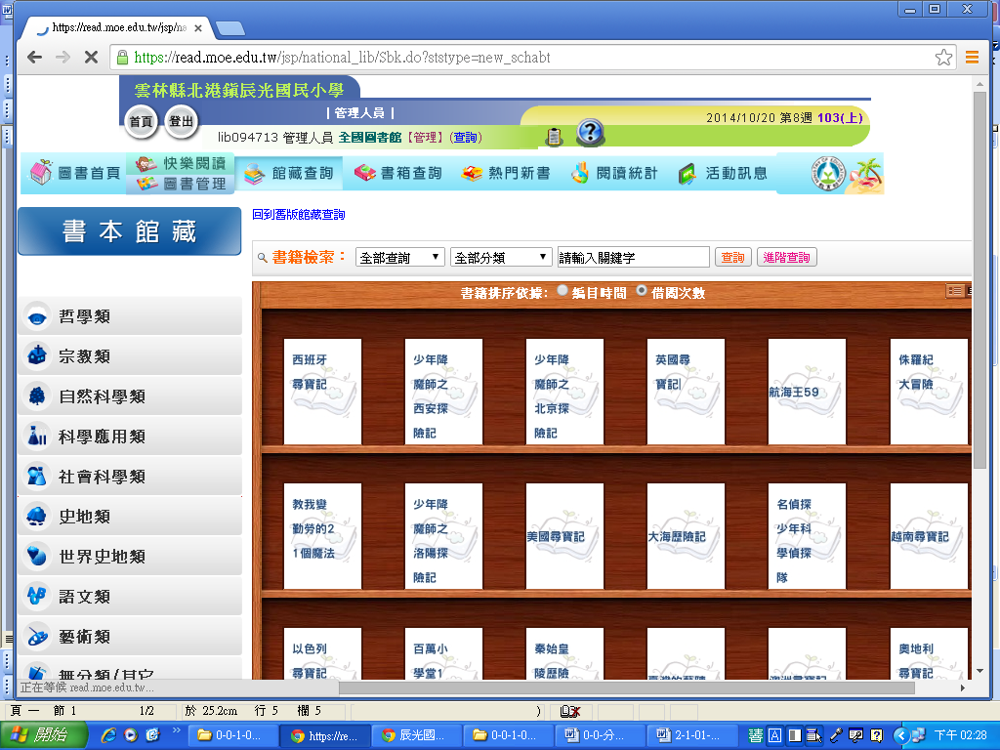 https://read.moe.edu.tw/jsp/na
https://read.moe.edu.tw/jsp/national_lib/Sbk.do?ststype=new_schabt
雲林縣北港鎮辰光國民小學
| 管理人員 |
首頁 登出
2014/10/20 第8週 103(上)
lib094713 管理人員 全國圖書館【管理】(查詢)
圖書首頁 快樂閱讀 圖書管理 館藏查詢 書箱查詢 熱門新書 閱讀統計 活動訊息
書本館藏
回到舊版館藏查詢
書籍檢索： 全部查詢 全部分類 請輸入關鍵字 查詢 進階查詢
書籍排序依據: 編目時間 借閱次數
哲學類
宗教類
自然科學類
科學應用類
社會科學類
史地類
世界史地類
語文類
藝術類
無分類(其它
西班牙
尋寶記
少年降
魔師之
西安探
險記
少年降
魔師之
北京探
險記
英國尋
寶記
航海王59
侏羅紀
大冒險
教我變
勤勞的2
1個魔法
少年降
魔師之
洛陽探
險記
美國尋寶記
大海歷險記
名偵探
少年科
學偵探
隊
越南尋寶記
以色列
尋寶記
百萬小
學堂1
秦始皇
陵歷險
奧地利
尋寶記
正在等候 read.moe.edu.tw...
頁 一 節 1 1/2 於 25.2cm 行 5 欄 5
開始 0-0-1-0... https://re... 辰光國... 0-0-1-0... 0-0-分... 2-1-01-... 下午 02:28